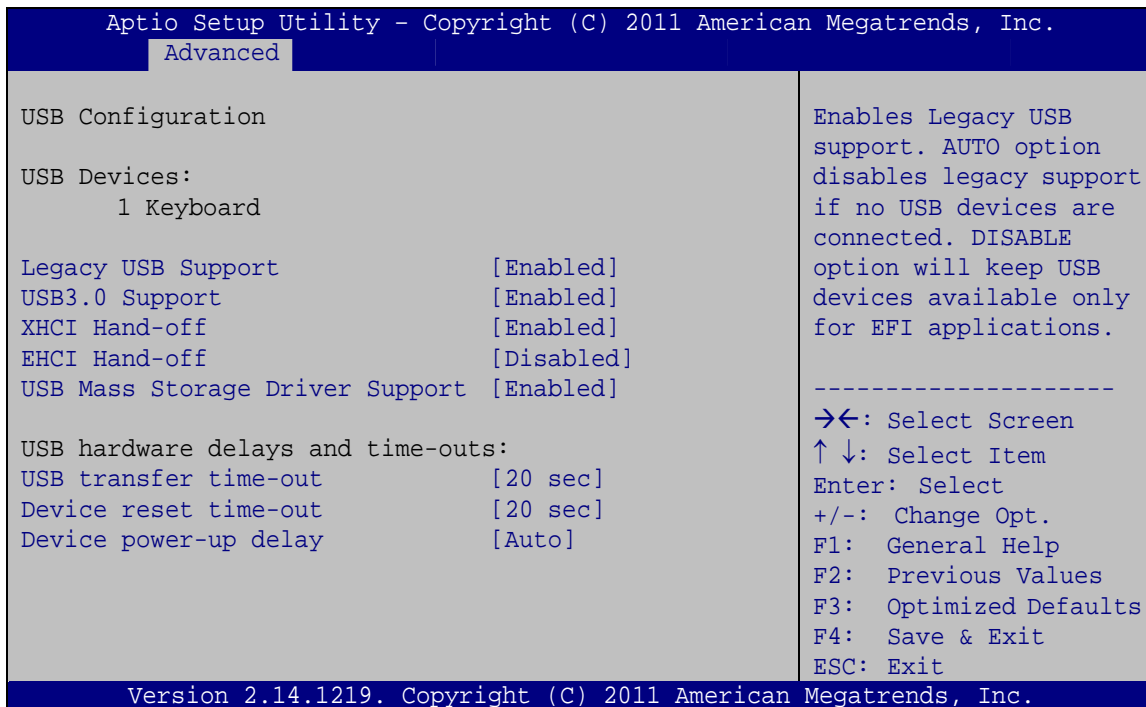 Aptio Setup Utility – Copyright (C) 2011 American Megatrends, Inc.
Advanced
USB Configuration
USB Devices:
1 Keyboard
Legacy USB Support [Enabled]
USB3.0 Support [Enabled]
XHCI Hand-off [Enabled]
EHCI Hand-off [Disabled]
USB Mass Storage Driver Support [Enabled]
USB hardware delays and time-outs:
USB transfer time-out [20 sec]
Device reset time-out [20 sec]
Device power-up delay [Auto]
Enables Legacy USB
support. AUTO option
disables legacy support
if no USB devices are
connected. DISABLE
option will keep USB
devices available only
for EFI applications.
---------------------
→←: Select Screen
↑ ↓: Select Item
Enter: Select
+/-: Change Opt.
F1: General Help
F2: Previous Values
F3: Optimized Defaults
F4: Save & Exit
ESC: Exit
Version 2.14.1219. Copyright (C) 2011 American Megatrends, Inc.